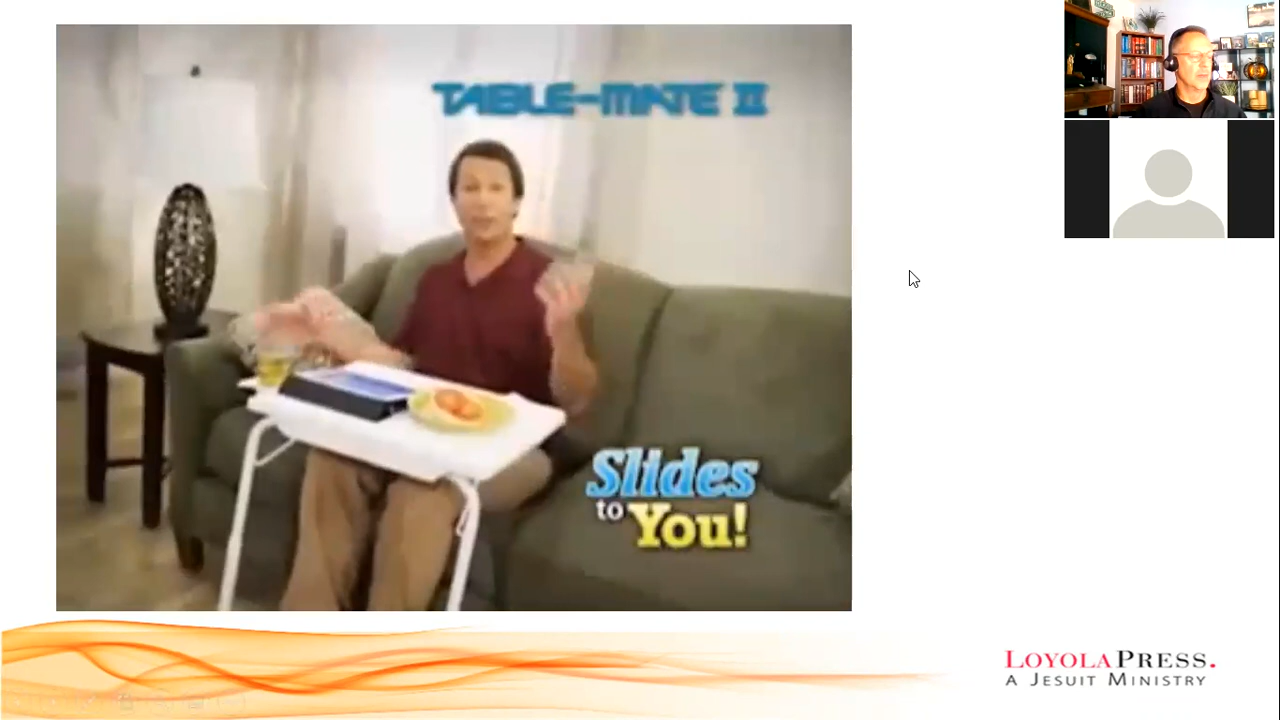 TABLE-MATE II
Slides
to You!
LOYOLA PRESS.
A JESUIT MINISTRY